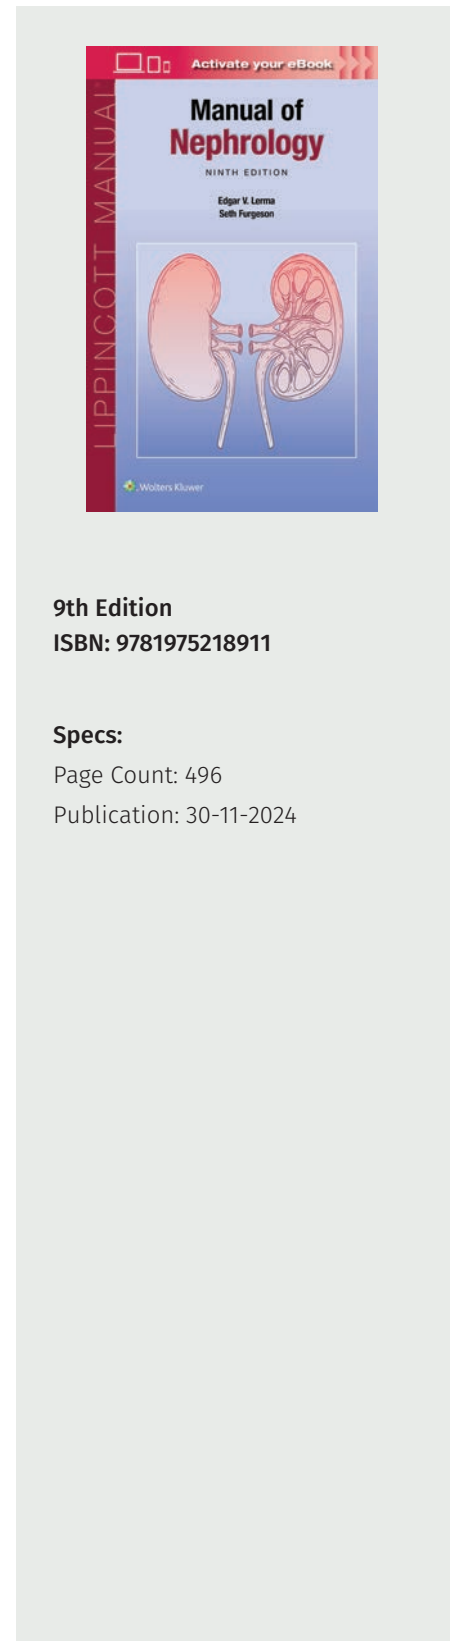 Activate your eBook
LIPPINCOTT MANUAL®
Manual of
Nephrology
NINTH EDITION
Edgar V. Lerma
Seth Furgeson
Wolters Kluwer
9th Edition
ISBN: 9781975218911
Specs:
Page Count: 496
Publication: 30-11-2024